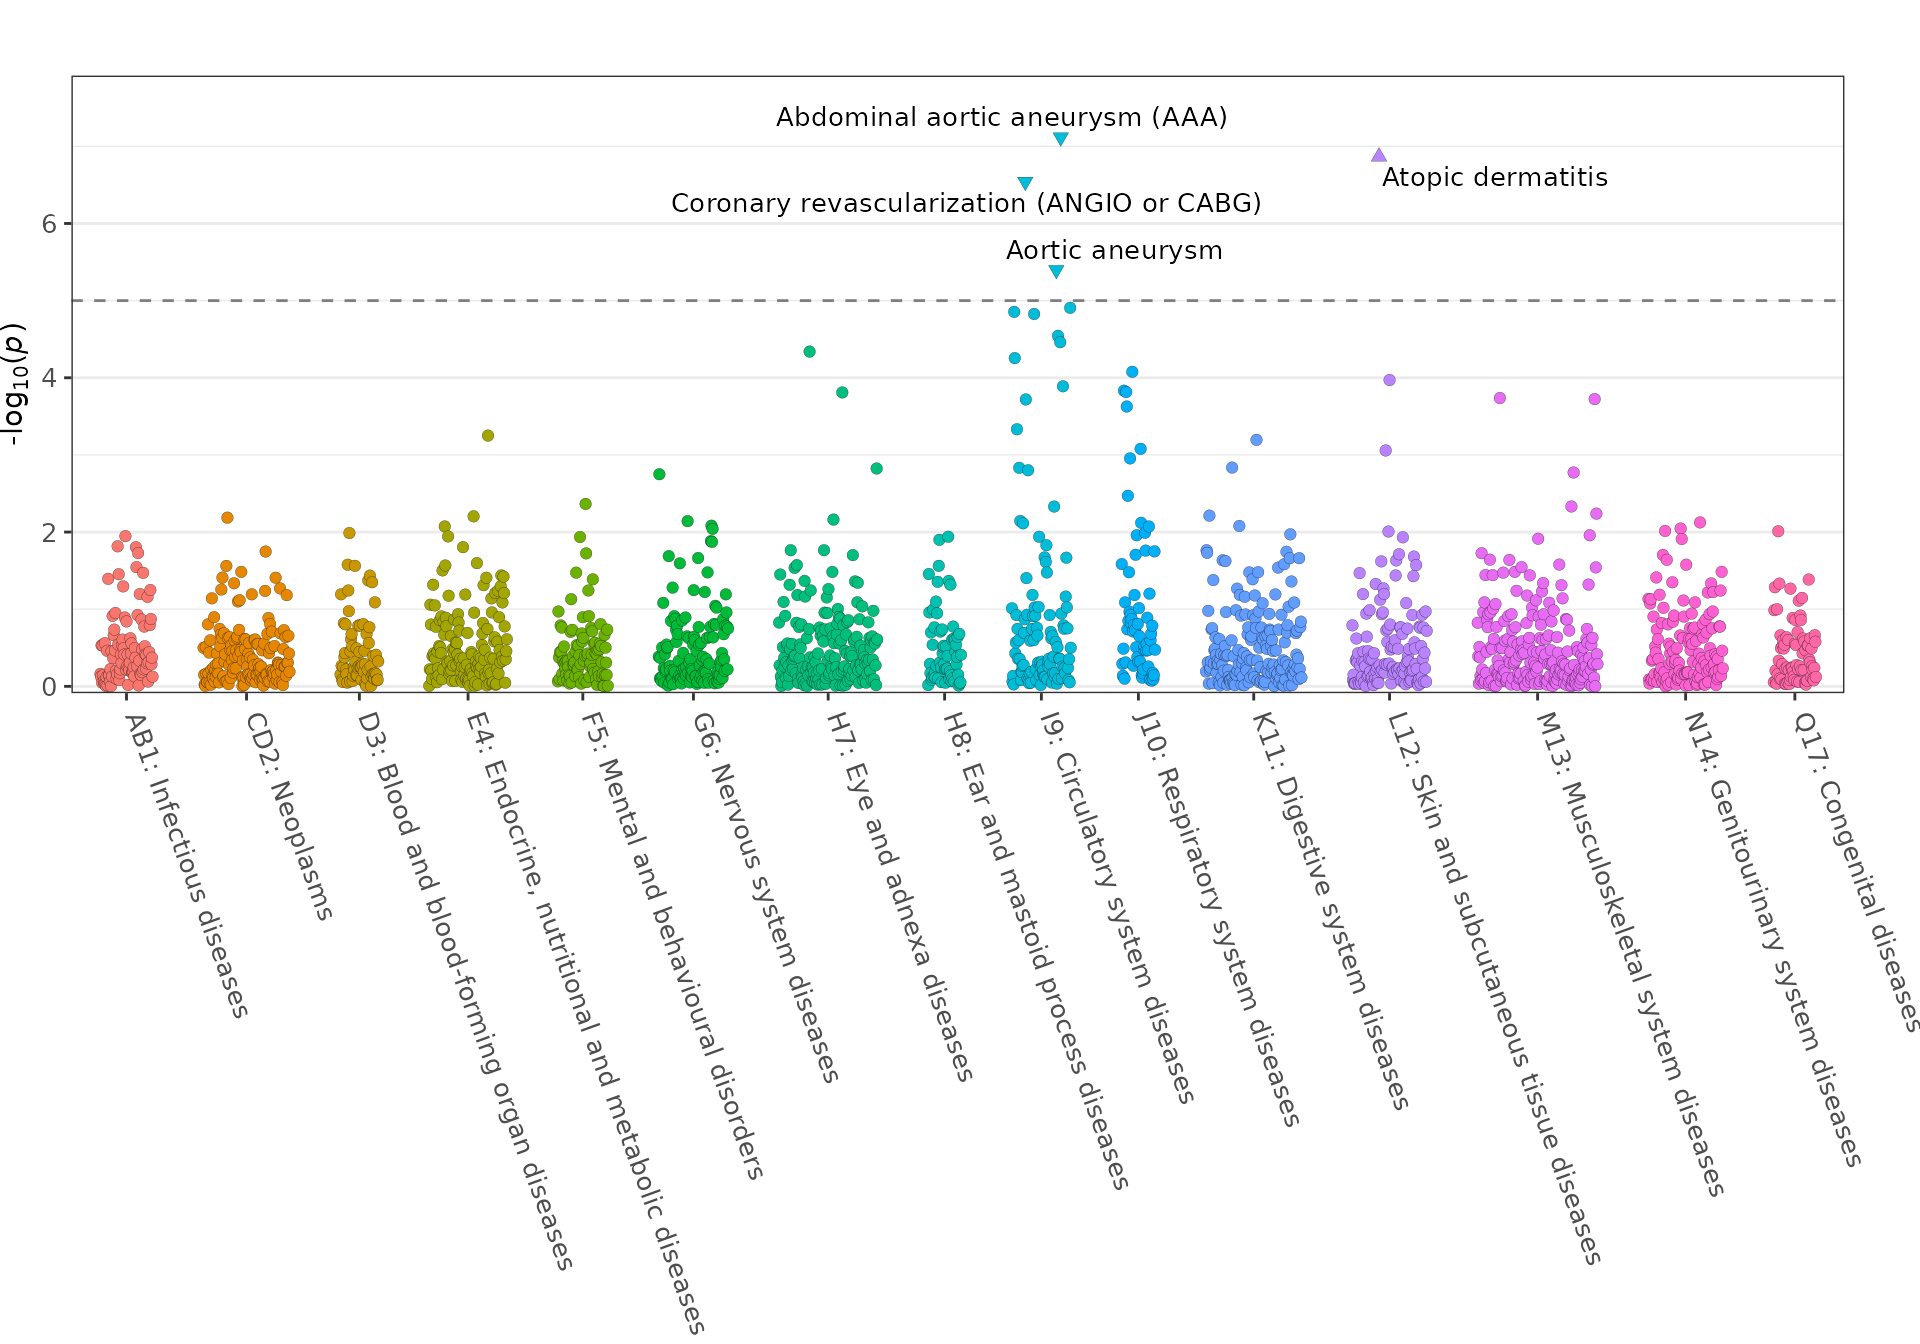 Abdominal aortic aneurysm (AAA)
Atopic dermatitis
Coronary revascularization (ANGIO or CABG)
Aortic aneurysm
-log10(p)
6
4
2
0
AB1: Infectious diseases
CD2: Neoplasms
D3: Blood and blood-forming organ diseases
E4: Endocrine, nutritional and metabolic diseases
F5: Mental and behavioural disorders
G6: Nervous system diseases
H7: Eye and adnexa diseases
H8: Ear and mastoid process diseases
I9: Circulatory system diseases
J10: Respiratory system diseases
K11: Digestive system diseases
L12: Skin and subcutaneous tissue diseases
M13: Musculoskeletal system diseases
N14: Genitourinary system diseases
Q17: Congenital diseases